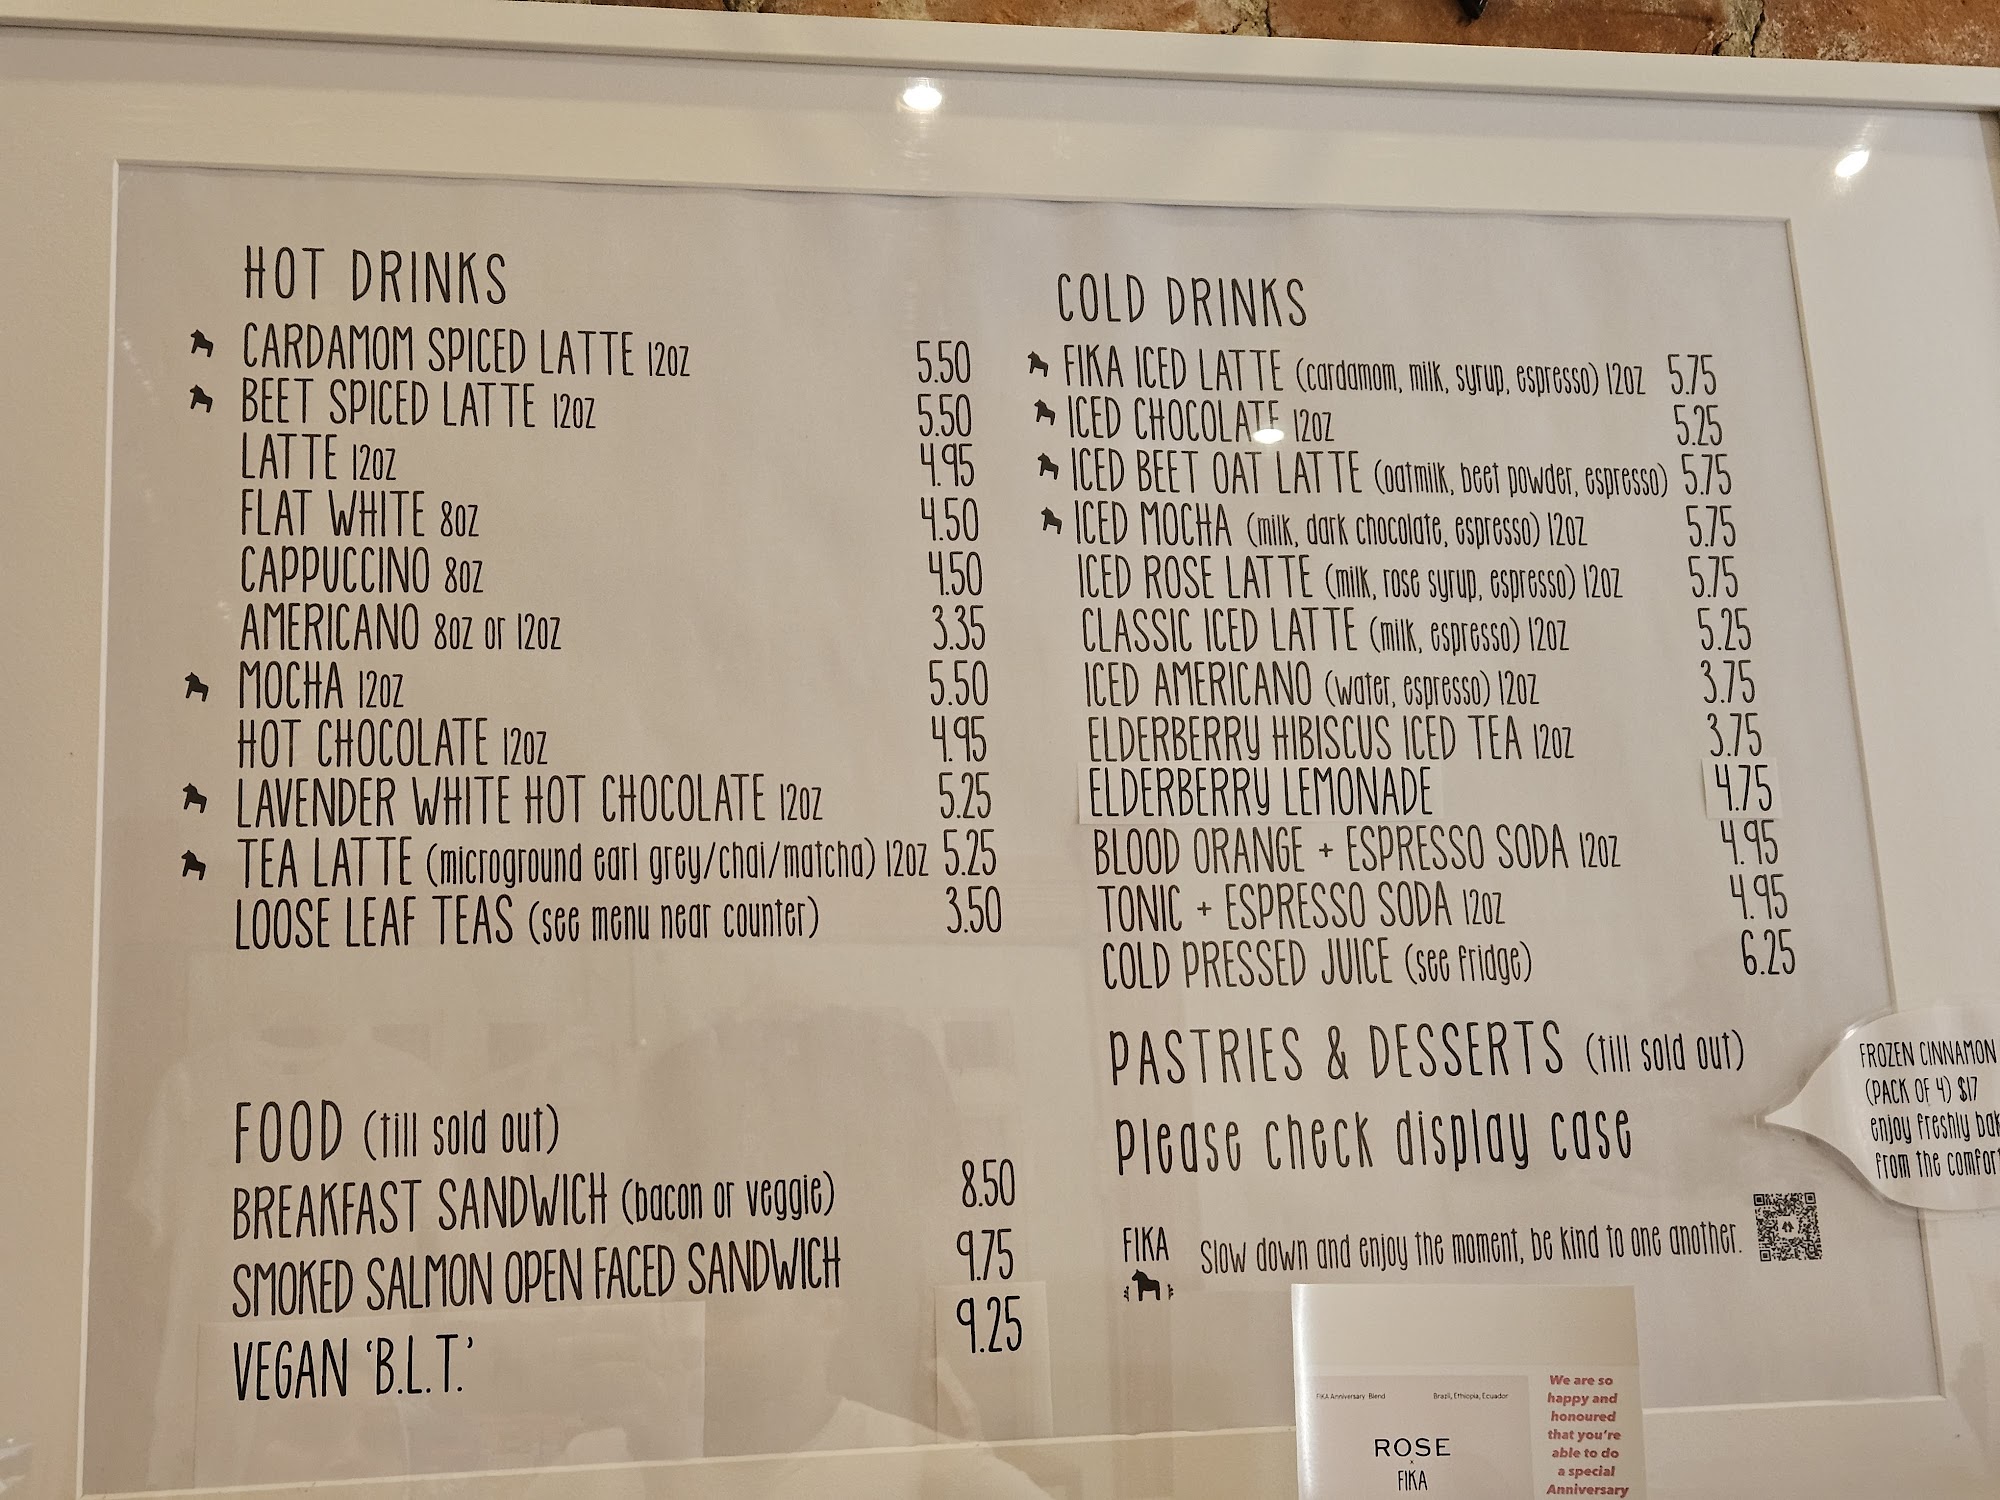 HOT DRINKS
CARDAMOM SPICED LATTE 12oz 5.50
BEET SPICED LATTE 12oz 5.50
LATTE 12oz 4.95
FLAT WHITE 8oz 4.50
CAPPUCCINO 8oz 4.50
AMERICANO 8oz or 12oz 3.35
MOCHA 12oz 5.50
HOT CHOCOLATE 12oz 4.95
LAVENDER WHITE HOT CHOCOLATE 12oz 5.25
TEA LATTE (microground earl grey/chai/matcha) 12oz 5.25
LOOSE LEAF TEAS (see menu near counter) 3.50
FOOD (till sold out)
BREAKFAST SANDWICH (bacon or veggie) 8.50
SMOKED SALMON OPEN FACED SANDWICH 9.75
VEGAN ‘B.L.T.’ 9.25
COLD DRINKS
FIKA ICED LATTE (cardamom, milk, syrup, espresso) 12oz 5.75
ICED CHOCOLATE 12oz 5.25
ICED BEET OAT LATTE (oatmilk, beet powder, espresso) 5.75
ICED MOCHA (milk, dark chocolate, espresso) 12oz 5.75
ICED ROSE LATTE (milk, rose syrup, espresso) 12oz 5.75
CLASSIC ICED LATTE (milk, espresso) 12oz 5.25
ICED AMERICANO (water, espresso) 12oz 3.75
ELDERBERRY HIBISCUS ICED TEA 12oz 3.75
ELDERBERRY LEMONADE 4.75
BLOOD ORANGE + ESPRESSO SODA 12oz 4.95
TONIC + ESPRESSO SODA 12oz 4.95
COLD PRESSED JUICE (see fridge) 6.25
PASTRIES & DESSERTS (till sold out)
please check display case
FROZEN CINNAMON
(PACK OF 4) $17
enjoy freshly bak
from the comfor
FIKA
Slow down and enjoy the moment, be kind to one another.
FIKA Anniversary Blend
Brazil, Ethiopia, Ecuador
ROSE
×
FIKA
We are so
happy and
honoured
that you're
able to do
a special
Anniversary